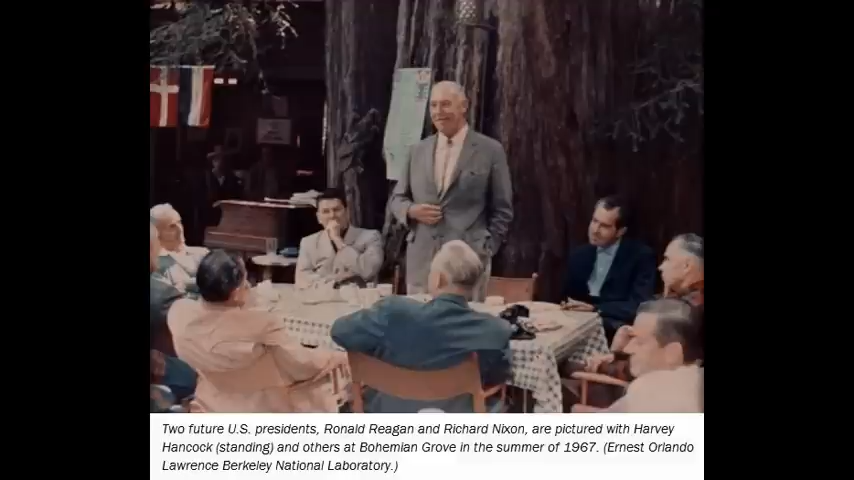 Two future U.S. presidents, Ronald Reagan and Richard Nixon, are pictured with Harvey
Hancock (standing) and others at Bohemian Grove in the summer of 1967. (Ernest Orlando
Lawrence Berkeley National Laboratory.)